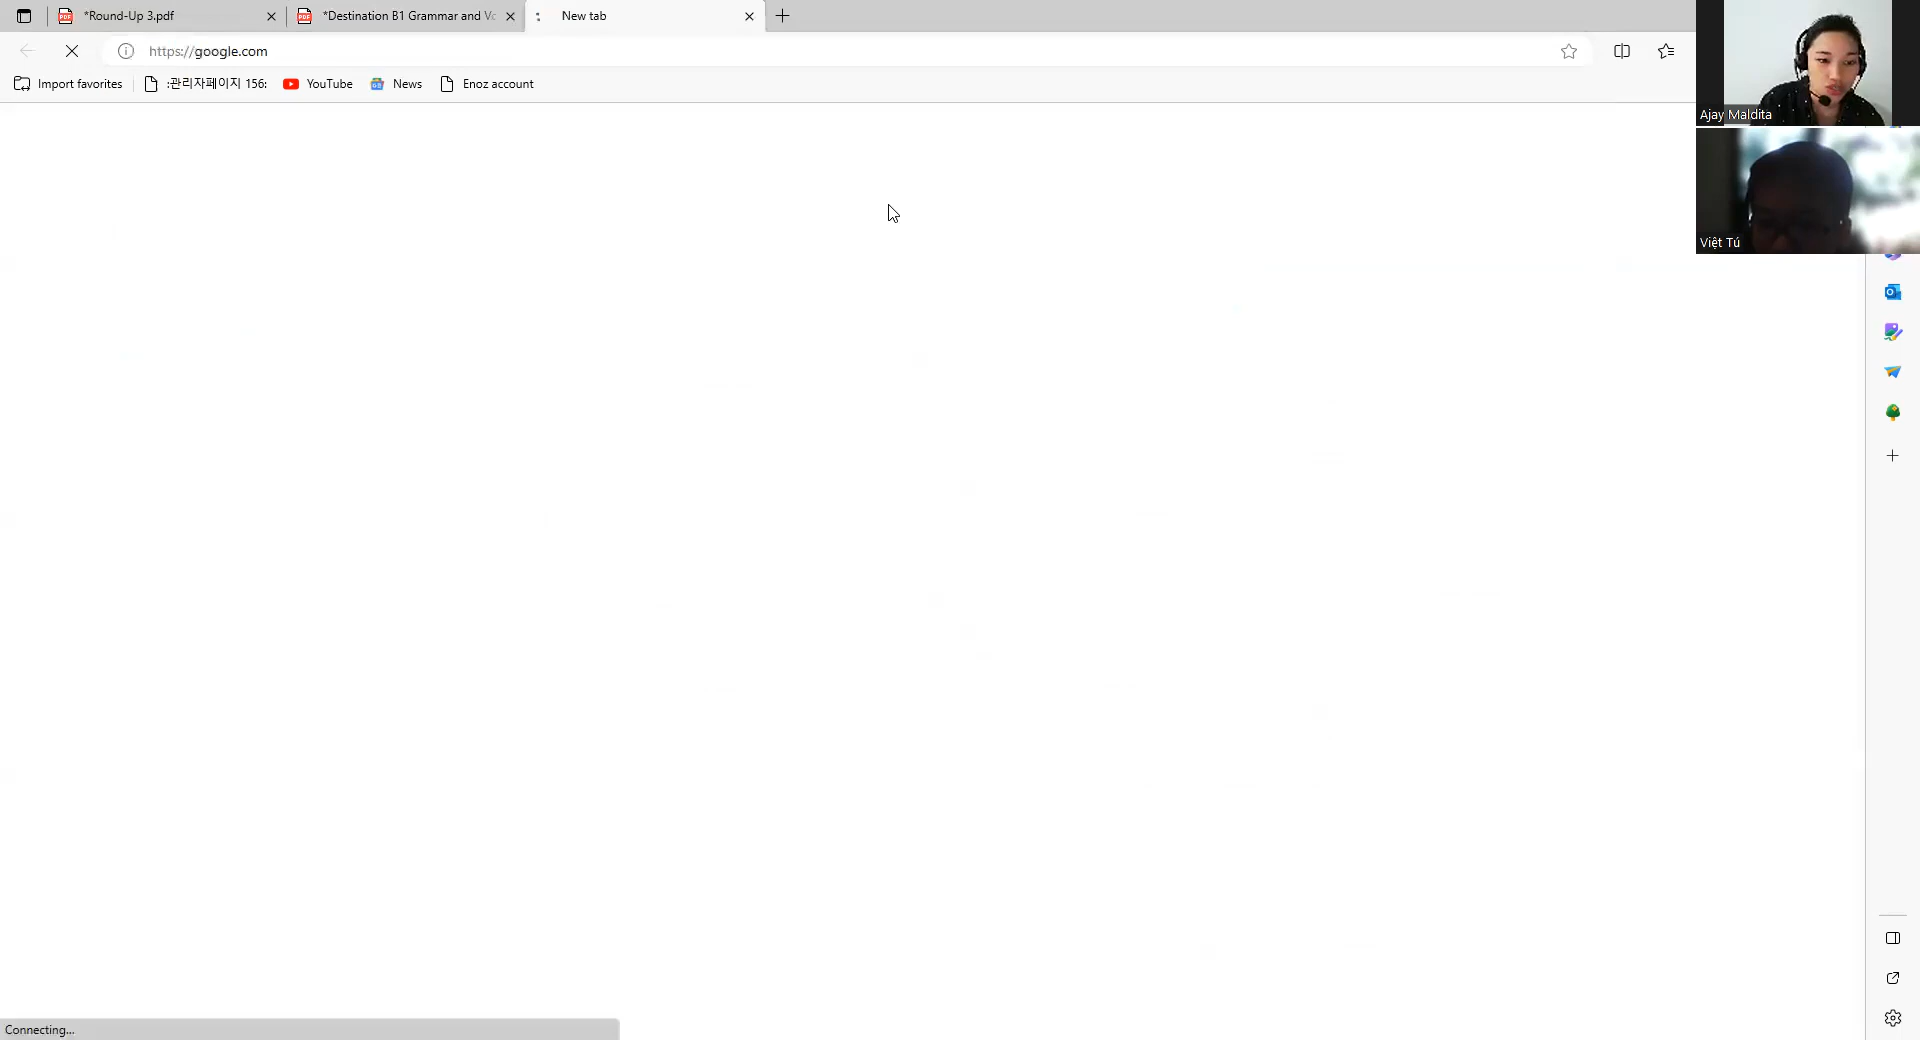 *Round-Up 3.pdf
*Destination B1 Grammar and Vo
New tab
https://google.com
Import favorites
:관리자페이지 156:
YouTube
News
Enoz account
Ajay Maldita
Việt Tú
Connecting...